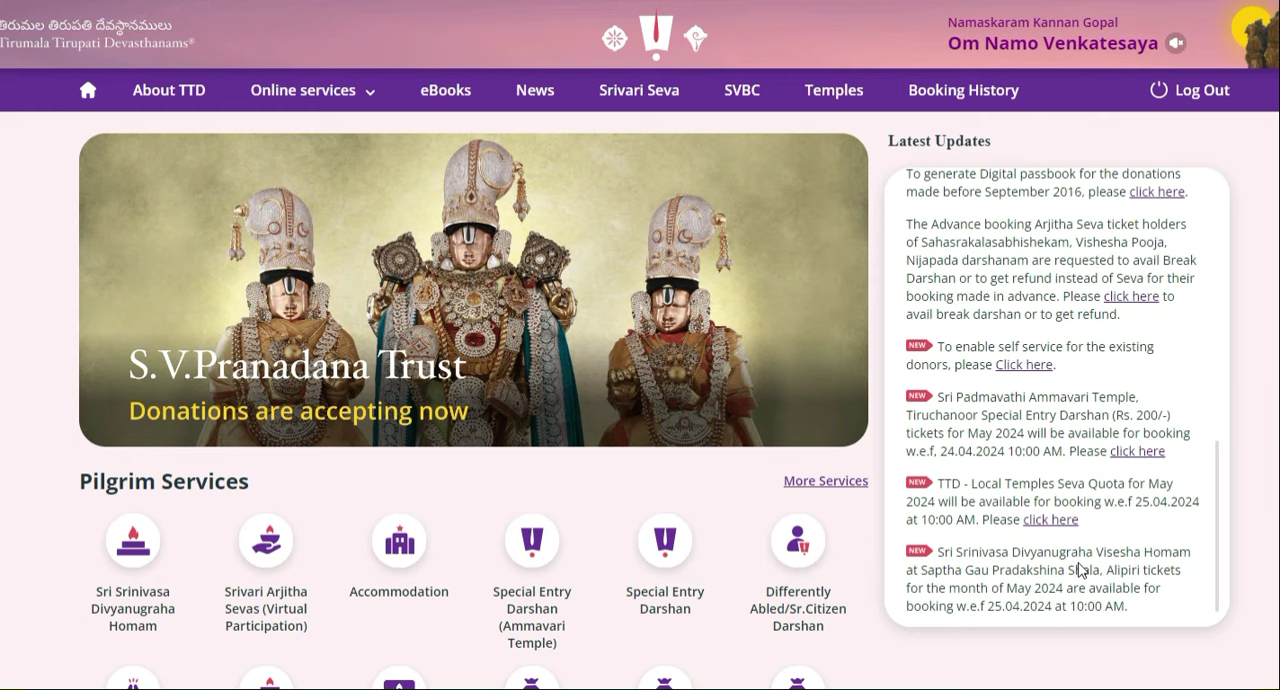 తిరుమల తిరుపతి దేవస్థానములు
Tirumala Tirupati Devasthanams®
Namaskaram Kannan Gopal
Om Namo Venkatesaya
About TTD
Online services
eBooks
News
Srivari Seva
SVBC
Temples
Booking History
Log Out
S.V.Pranadana Trust
Donations are accepting now
Latest Updates
To generate Digital passbook for the donations
made before September 2016, please click here.
The Advance booking Arjitha Seva ticket holders
of Sahasrakalasabhishekam, Vishesha Pooja,
Nijapada darshanam are requested to avail Break
Darshan or to get refund instead of Seva for their
booking made in advance. Please click here to
avail break darshan or to get refund.
NEW To enable self service for the existing
donors, please Click here.
NEW Sri Padmavathi Ammavari Temple,
Tiruchanoor Special Entry Darshan (Rs. 200/-)
tickets for May 2024 will be available for booking
w.e.f, 24.04.2024 10:00 AM. Please click here
NEW TTD - Local Temples Seva Quota for May
2024 will be available for booking w.e.f 25.04.2024
at 10:00 AM. Please click here
NEW Sri Srinivasa Divyanugraha Visesha Homam
at Saptha Gau Pradakshina Shala, Alipiri tickets
for the month of May 2024 are available for
booking w.e.f 25.04.2024 at 10:00 AM.
Pilgrim Services
More Services
Sri Srinivasa
Divyanugraha
Homam
Srivari Arjitha
Sevas (Virtual
Participation)
Accommodation
Special Entry
Darshan
(Ammavari
Temple)
Special Entry
Darshan
Differently
Abled/Sr.Citizen
Darshan